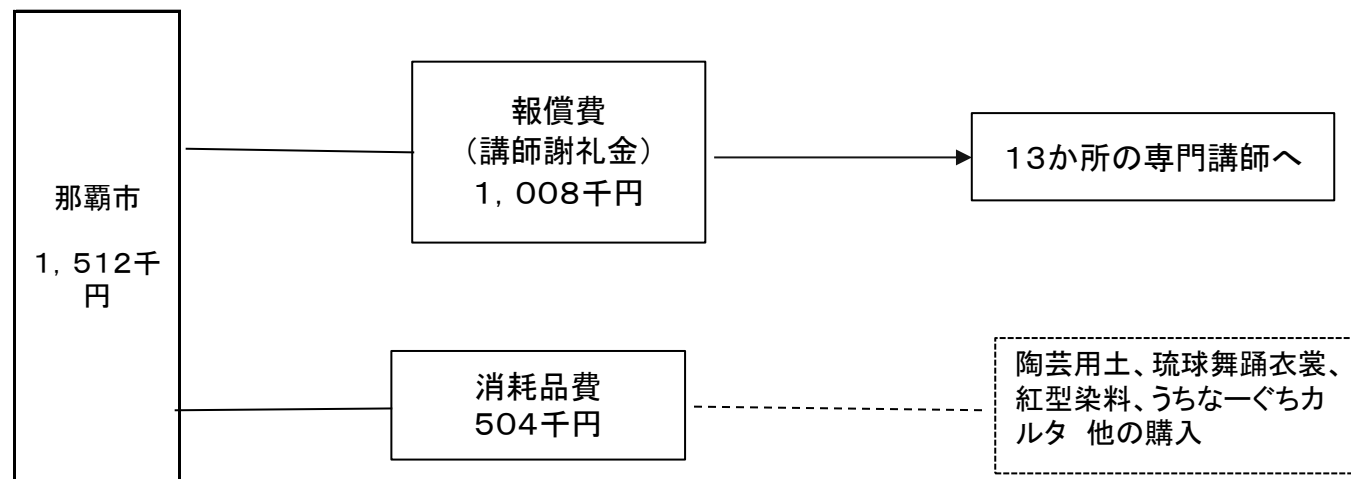 那覇市
1,512千
円
報償費
(講師謝礼金)
1,008千円
13か所の専門講師へ
消耗品費
504千円
陶芸用土、琉球舞踊衣裳、
紅型染料、うちなーぐちカ
ルタ 他の購入